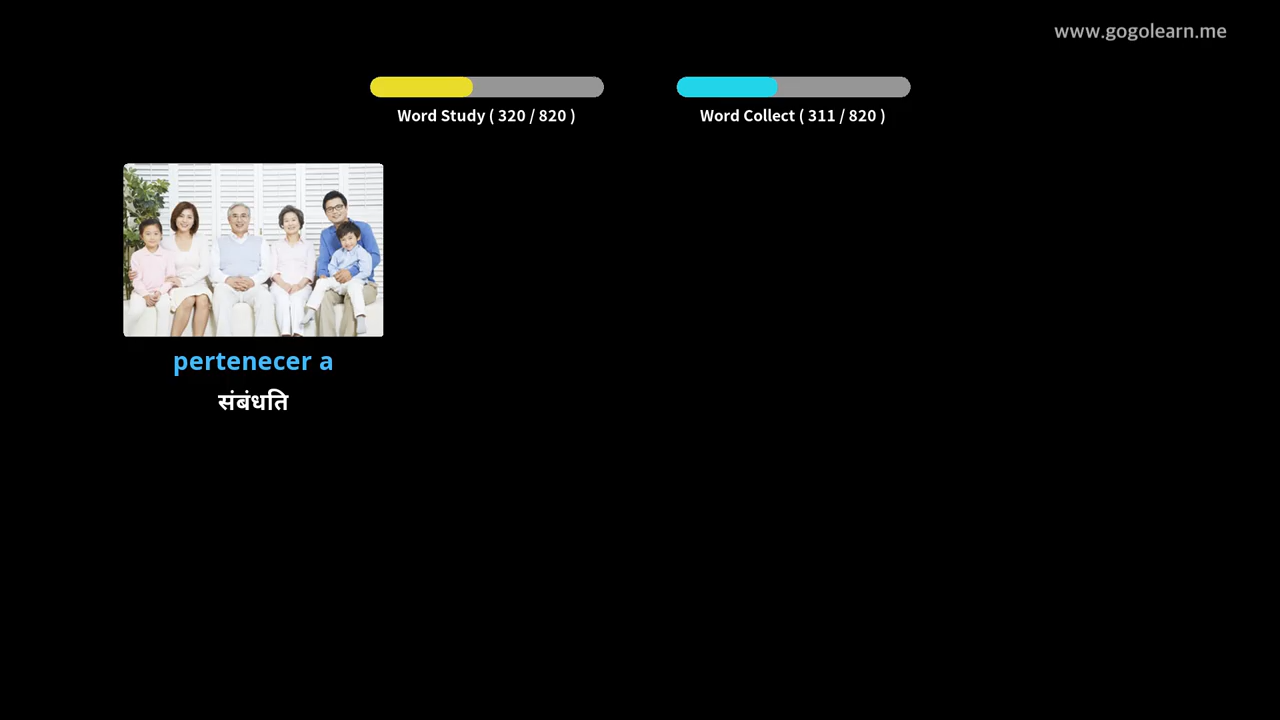 www.gogolearn.me
Word Study ( 320 / 820 )
Word Collect ( 311 / 820 )
pertenecer a
संबंधति